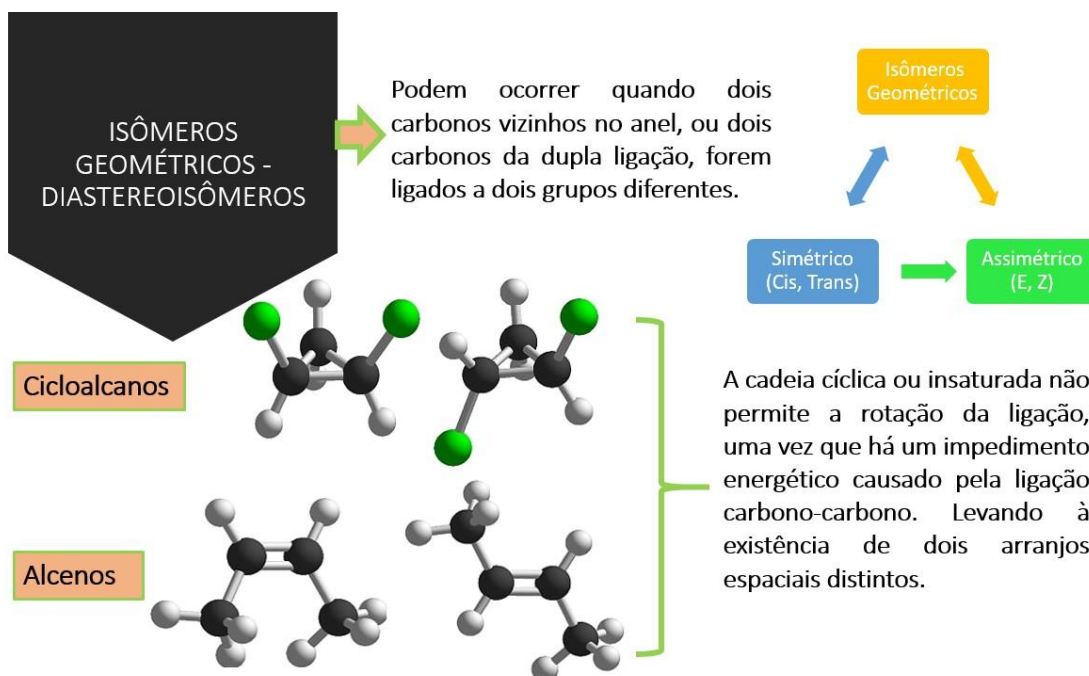 ISÔMEROS
GEOMÉTRICOS -
DIASTEREOISÔMEROS
Podem ocorrer quando dois
carbonos vizinhos no anel, ou dois
carbonos da dupla ligação, forem
ligados a dois grupos diferentes.
Isômeros
Geométricos
Simétrico
(Cis, Trans)
Assimétrico
(E, Z)
Cicloalcanos
Alcenos
A cadeia cíclica ou insaturada não
permite a rotação da ligação,
uma vez que há um impedimento
energético causado pela ligação
carbono-carbono. Levando à
existência de dois arranjos
espaciais distintos.